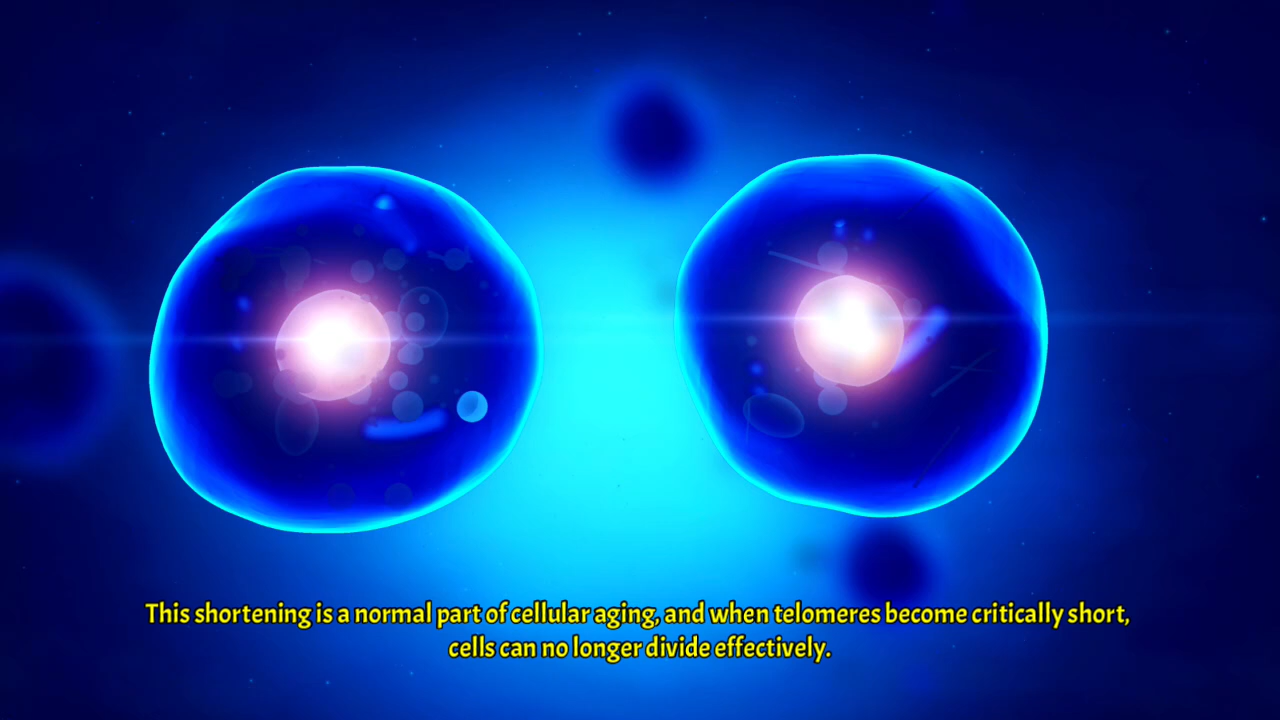 This shortening is a normal part of cellular aging, and when telomeres become critically short,
cells can no longer divide effectively.